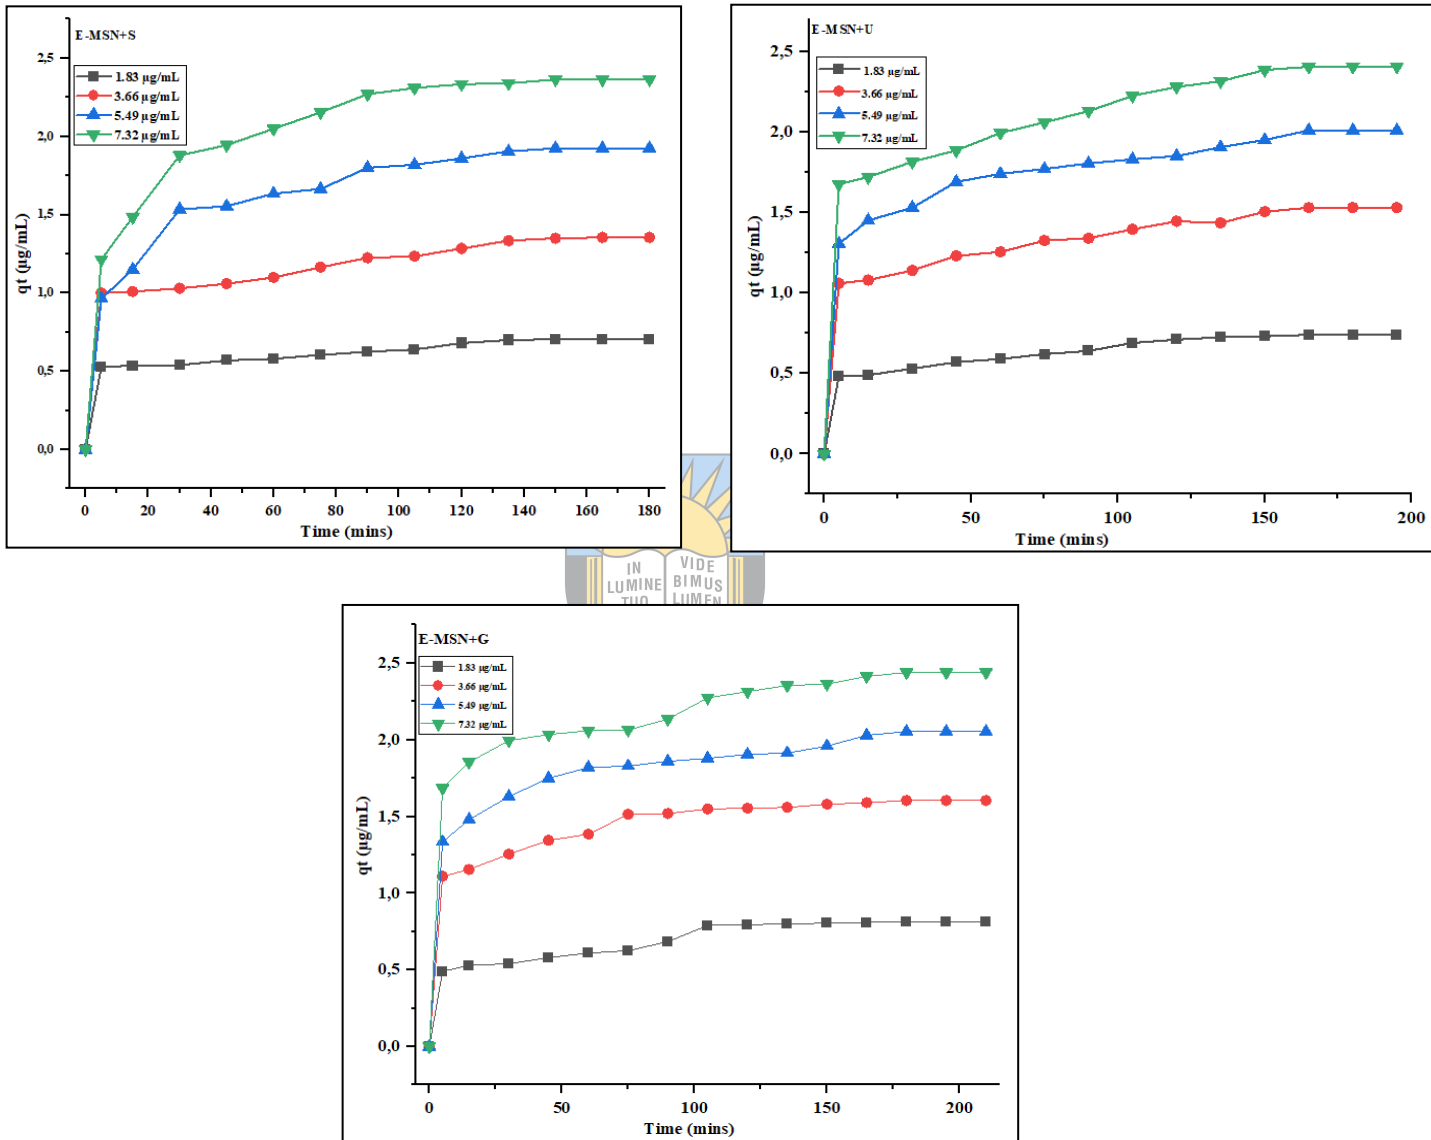 E-MSN+S
1.83 µg/mL
3.66 µg/mL
5.49 µg/mL
7.32 µg/mL
qt (µg/mL)
2,5
2,0
1,5
1,0
0,5
0,0
0 20 40 60 80 100 120 140 160 180
Time (mins)
E-MSN+U
1.83 µg/mL
3.66 µg/mL
5.49 µg/mL
7.32 µg/mL
qt (µg/mL)
2,5
2,0
1,5
1,0
0,5
0,0
0 50 100 150 200
Time (mins)
IN
LUMINE
TUO
VIDE
BIMUS
LUMEN
E-MSN+G
1.83 µg/mL
3.66 µg/mL
5.49 µg/mL
7.32 µg/mL
qt (µg/mL)
2,5
2,0
1,5
1,0
0,5
0,0
0 50 100 150 200
Time (mins)